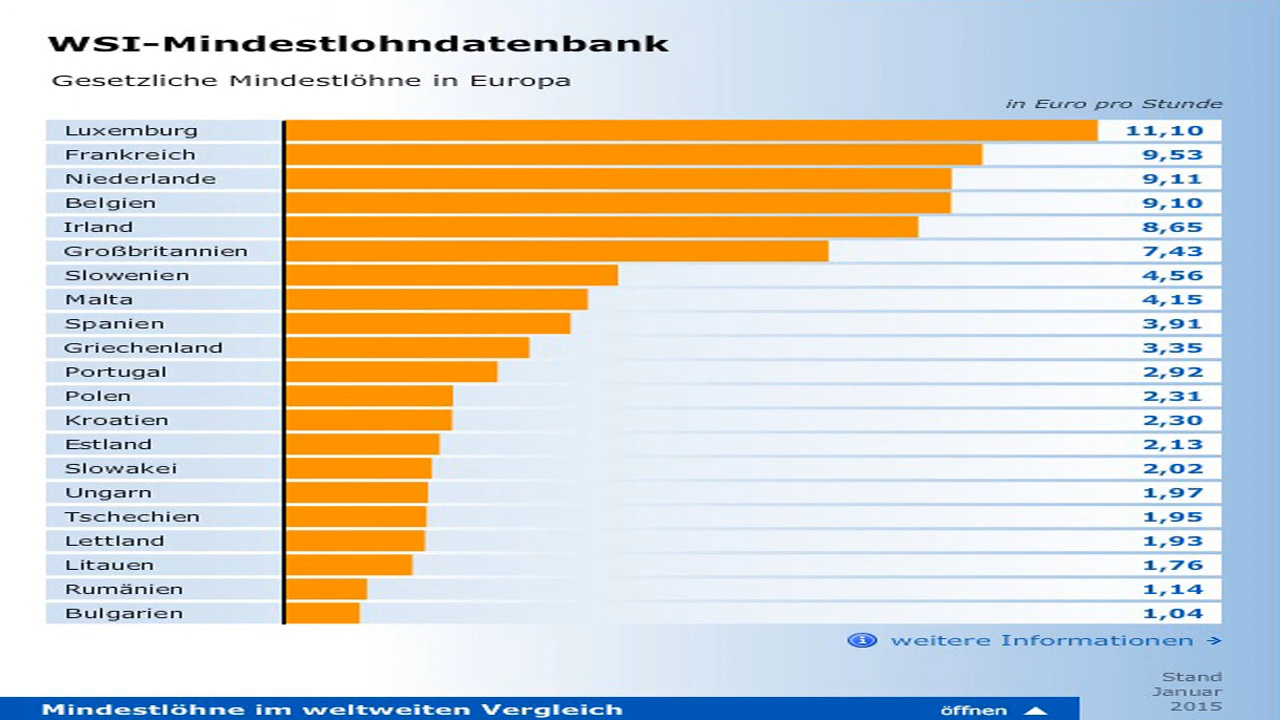 WSI-Mindestlohndatenbank
Gesetzliche Mindestlöhne in Europa
in Euro pro Stunde
Luxemburg 11,10
Frankreich 9,53
Niederlande 9,11
Belgien 9,10
Irland 8,65
Großbritannien 7,43
Slowenien 4,56
Malta 4,15
Spanien 3,91
Griechenland 3,35
Portugal 2,92
Polen 2,31
Kroatien 2,30
Estland 2,13
Slowakei 2,02
Ungarn 1,97
Tschechien 1,95
Lettland 1,93
Litauen 1,76
Rumänien 1,14
Bulgarien 1,04
i weitere Informationen →
Stand
Januar
2015
Mindestlöhne im weltweiten Vergleich öffnen ▲